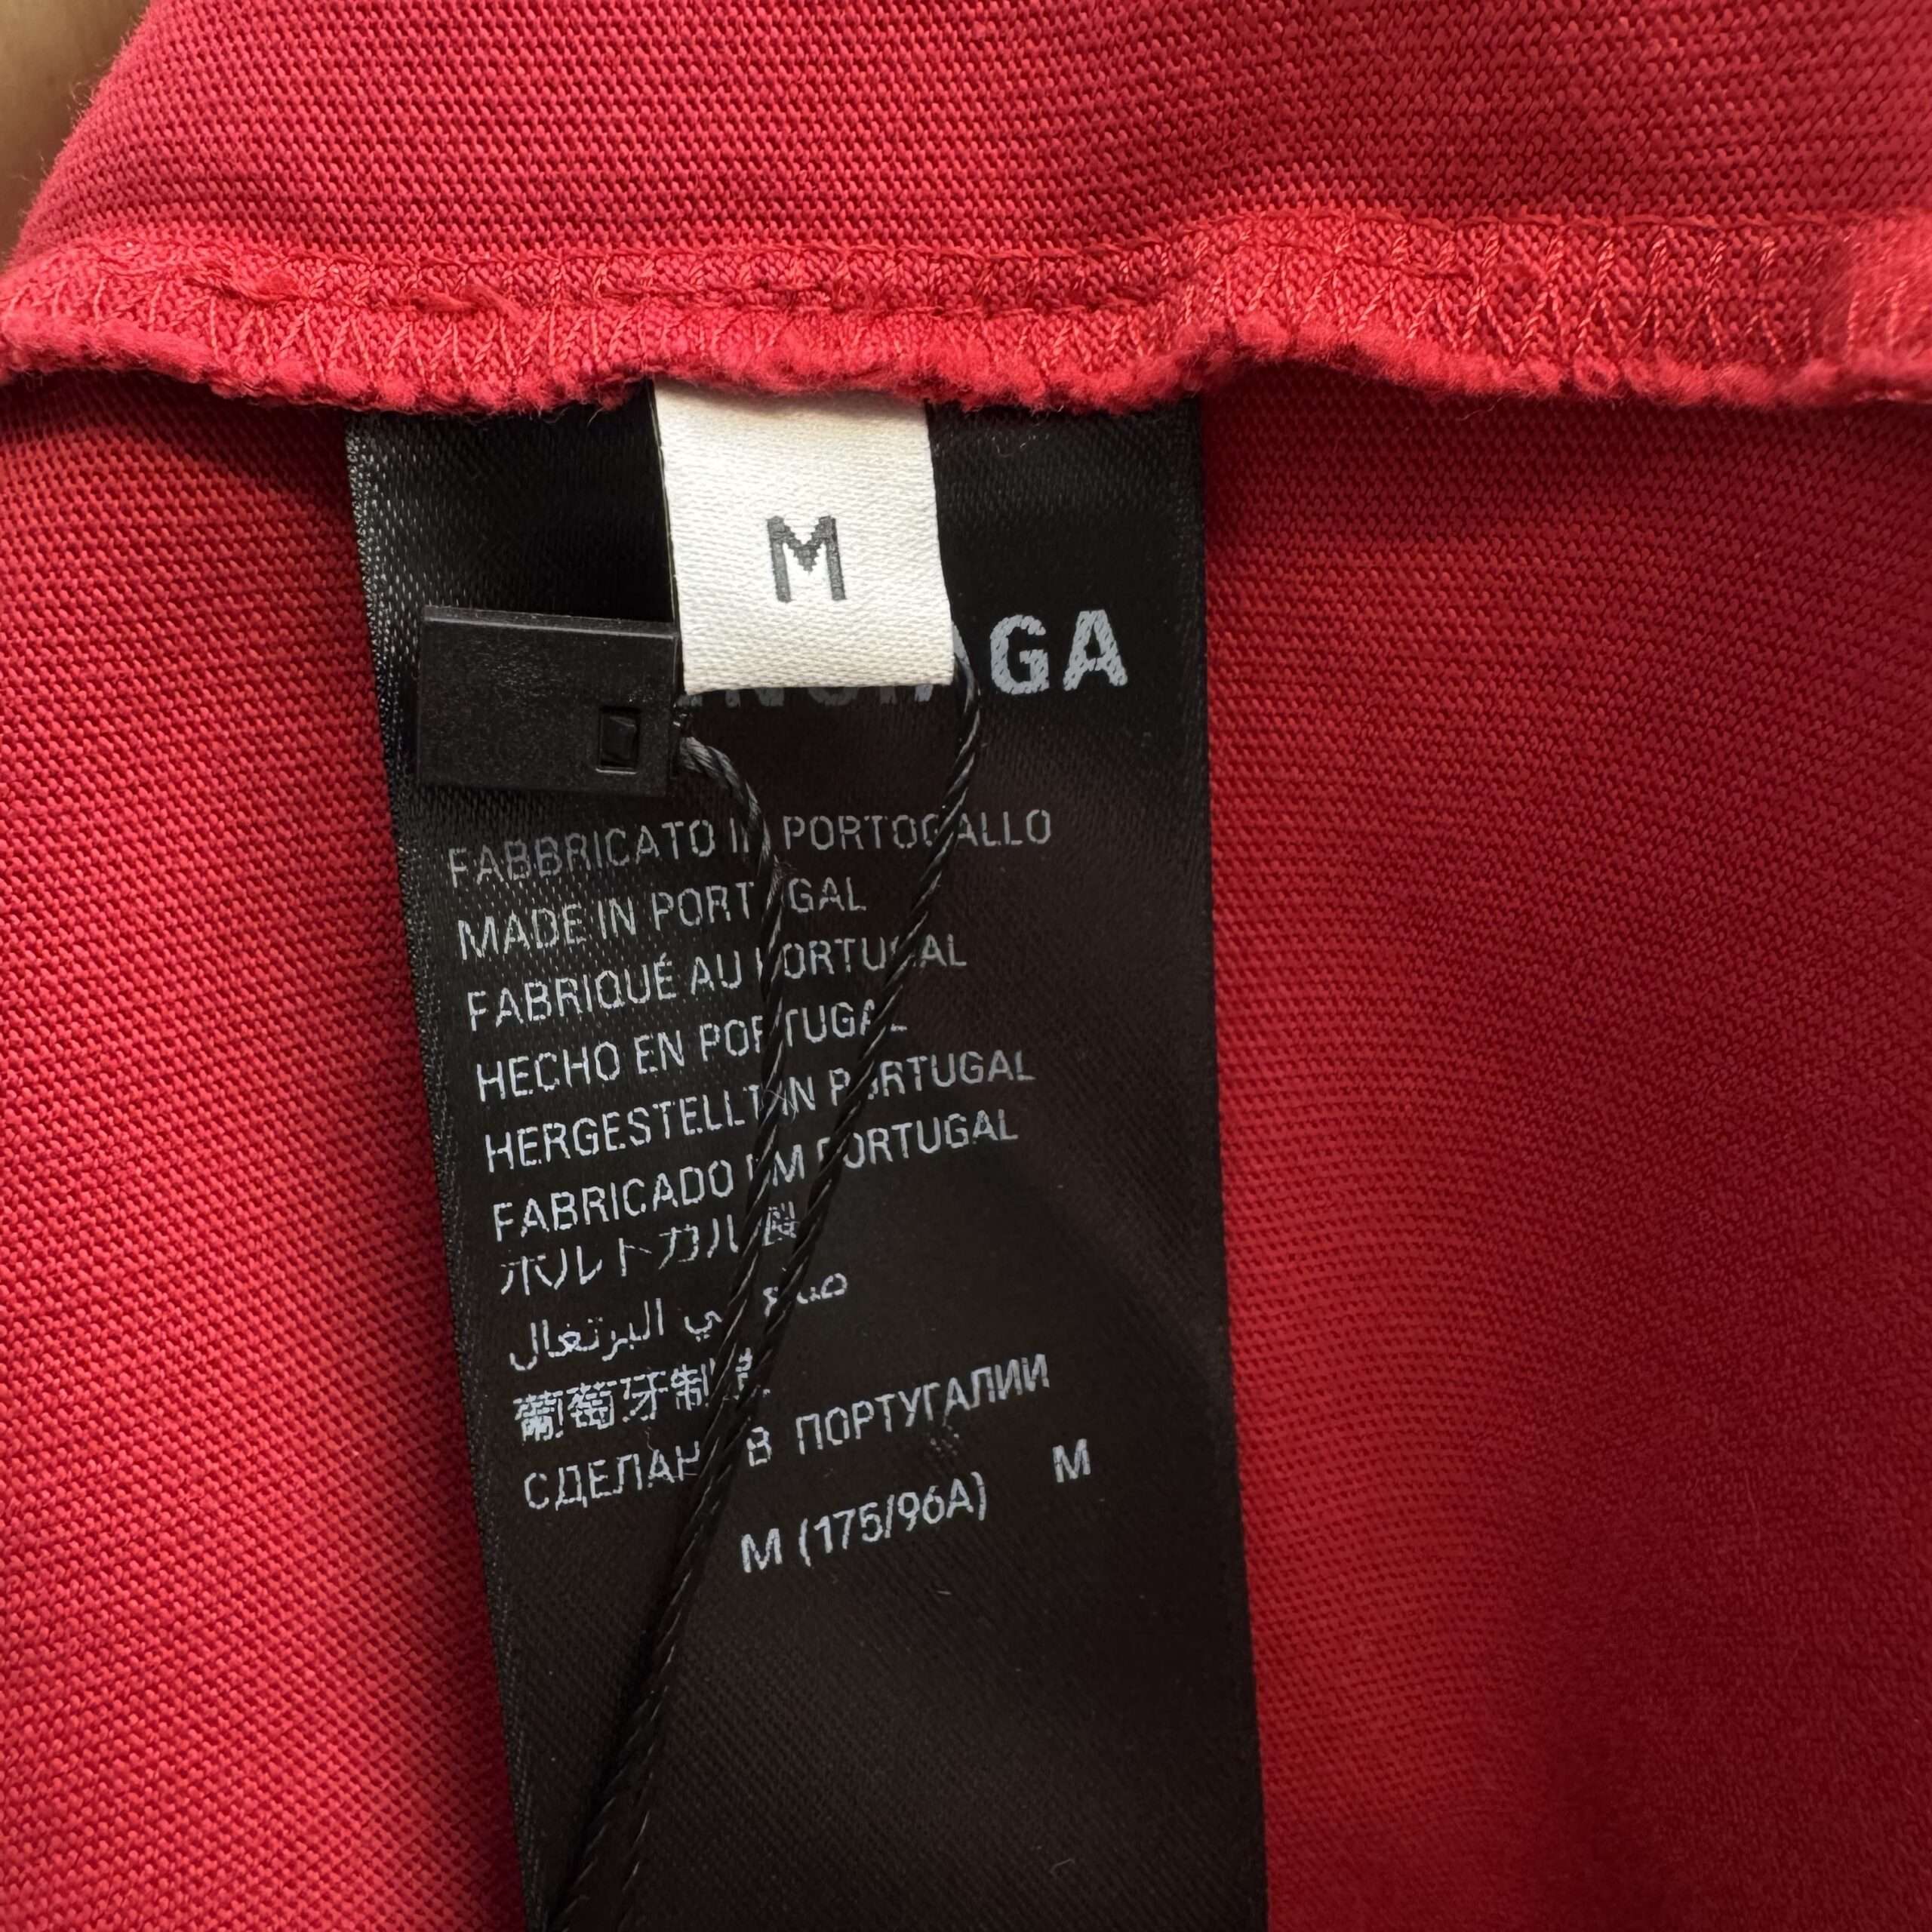 M
FABBRICATO IN PORTOGALLO
MADE IN PORTUGAL
FABRIQUÉ AU PORTUGAL
HECHO EN PORTUGAL
HERGESTELLT IN PORTUGAL
FABRICADO EM PORTUGAL
ポルトガル製
صنع في البرتغال
葡萄牙制造
СДЕЛАНО В ПОРТУГАЛИИ
M
M (175/96A)